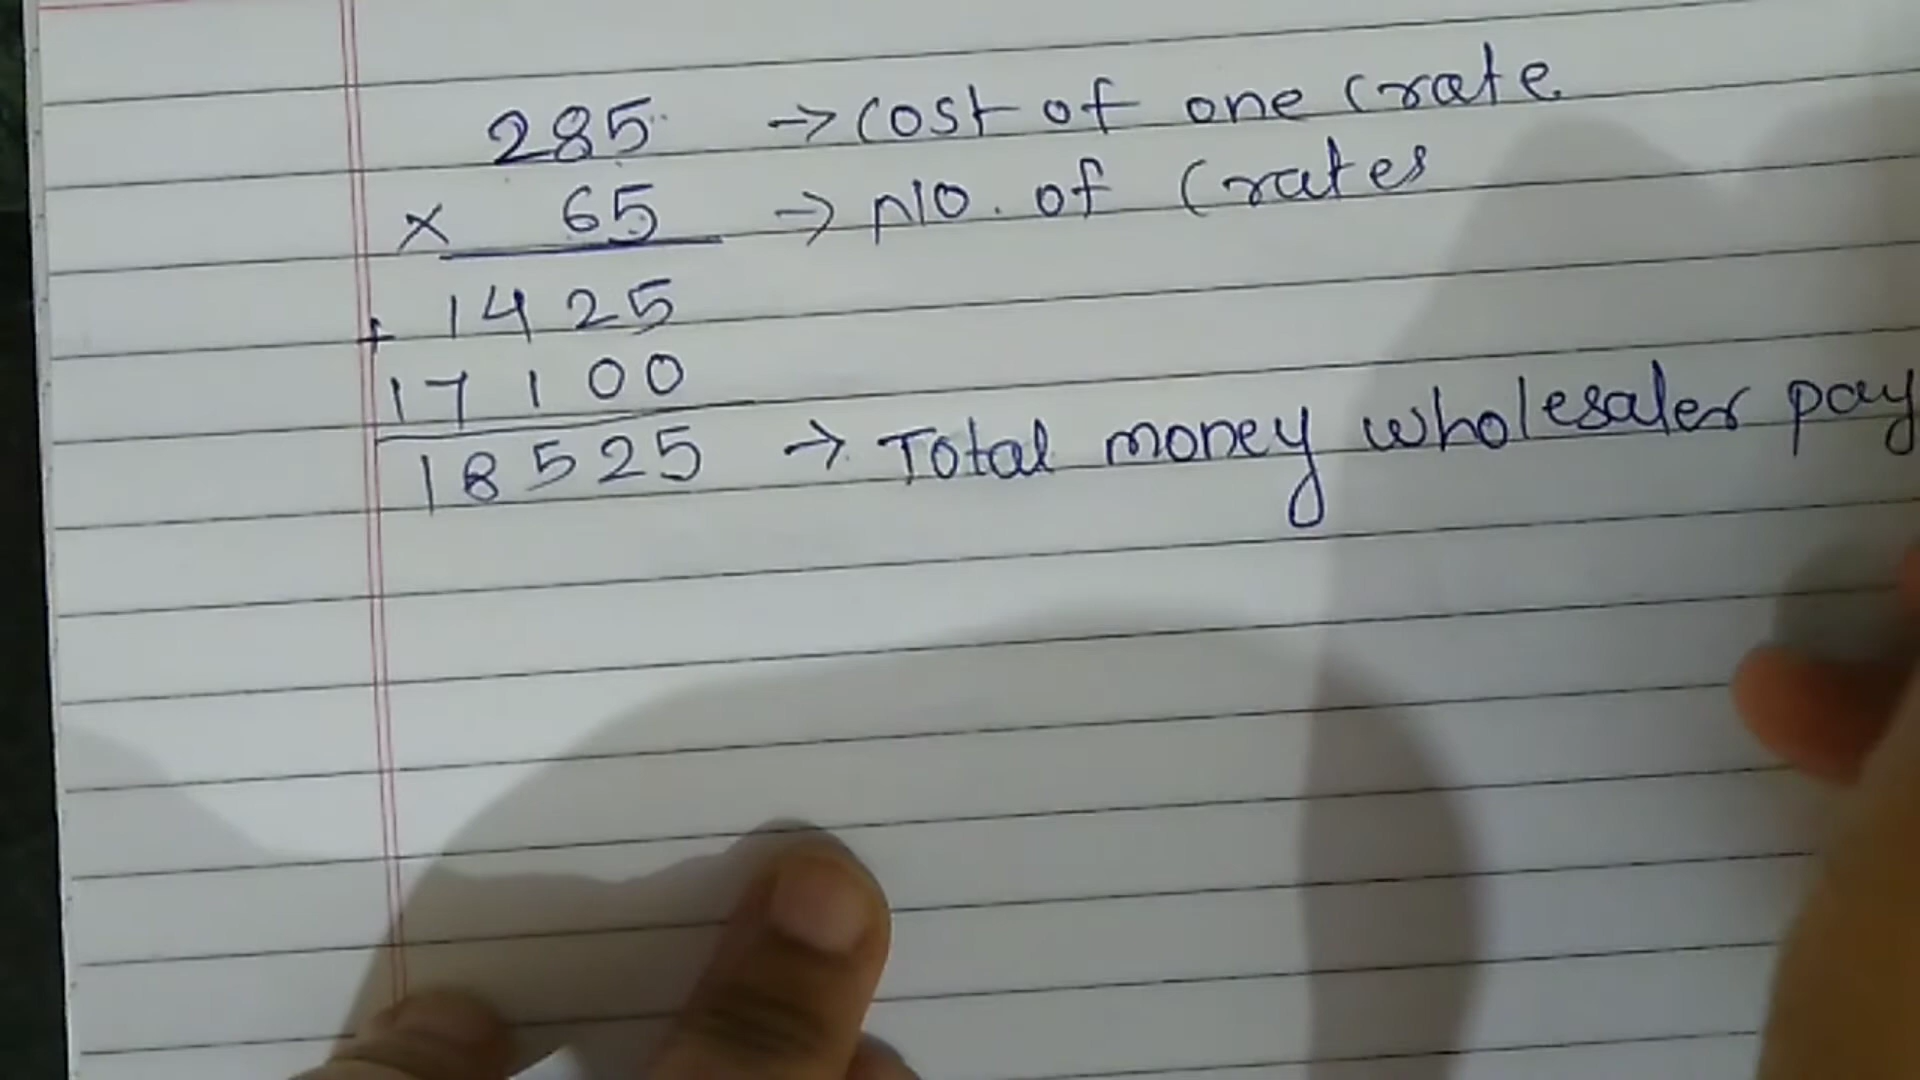 285 → cost of one crate
× 65 → NO. of crates
1425
+
17100
18525 → Total money wholesaler pay